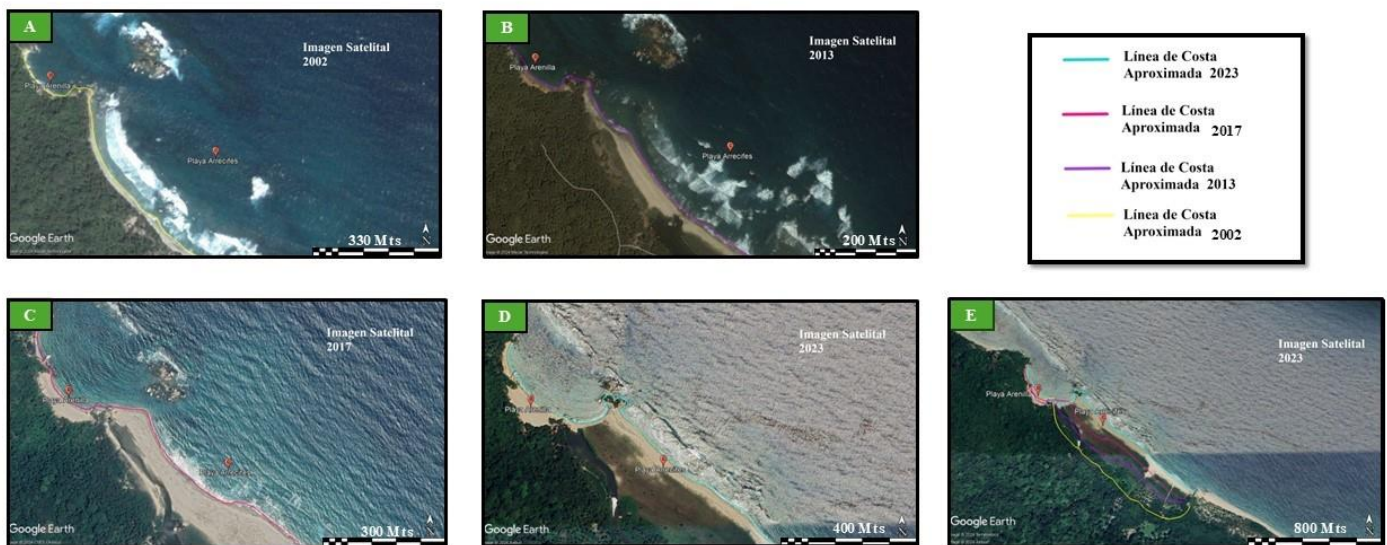 A
Imagen Satelital
2002
Playa Arenilla
Playa Arrecifes
Google Earth
330 Mts
N
B
Imagen Satelital
2013
Playa Arenilla
Playa Arrecifes
Google Earth
200 Mts
N
Línea de Costa
Aproximada 2023
Línea de Costa
Aproximada 2017
Línea de Costa
Aproximada 2013
Línea de Costa
Aproximada 2002
C
Imagen Satelital
2017
Playa Arenilla
Playa Arrecifes
Google Earth
300 Mts
N
D
Imagen Satelital
2023
Playa Arenilla
Playa Arrecifes
Google Earth
400 Mts
N
E
Imagen Satelital
2023
Playa Arenilla
Playa Arrecifes
Google Earth
800 Mts
N